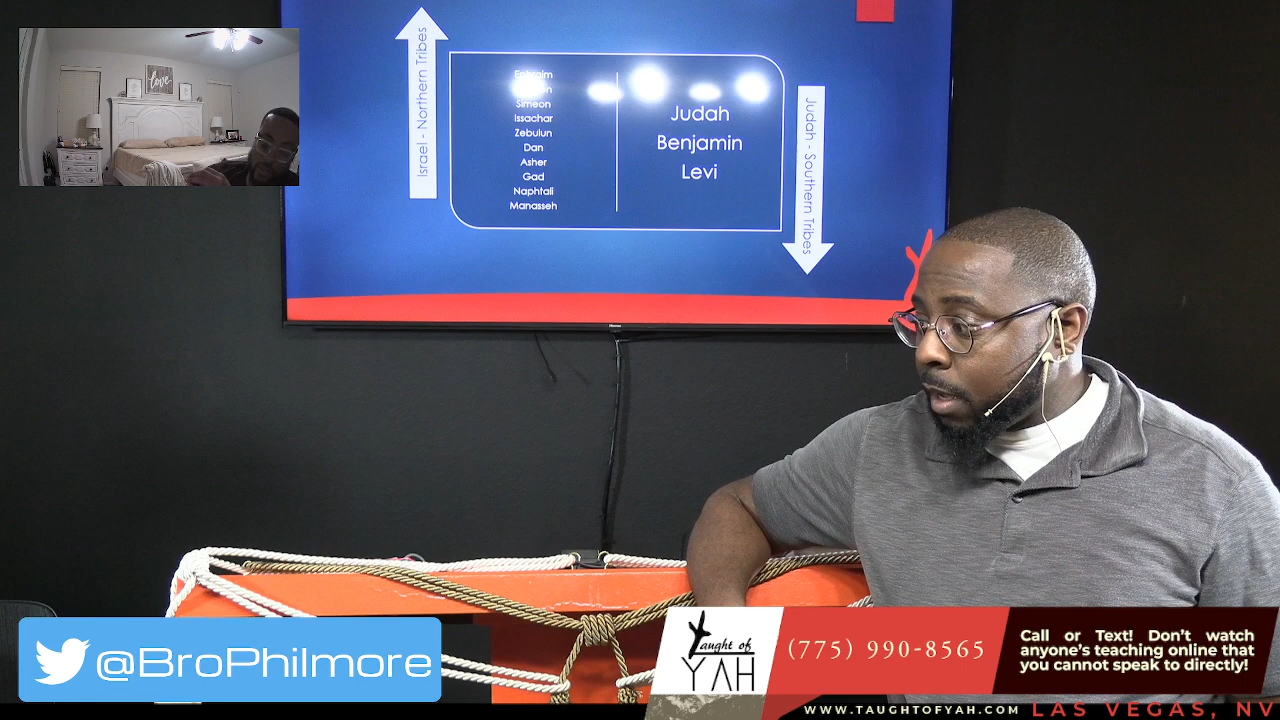 love
Israel - Northern Tribes
Ephraim
Simeon
Issachar
Zebulun
Dan
Asher
Gad
Naphtali
Manasseh
Judah
Benjamin
Levi
Judah - Southern Tribes
@BroPhilmore
Taught of
YAH
(775) 990-8565
Call or Text! Don't watch
anyone's teaching online that
you cannot speak to directly!
WWW.TAUGHTOFYAH.COM
LAS VEGAS, NV